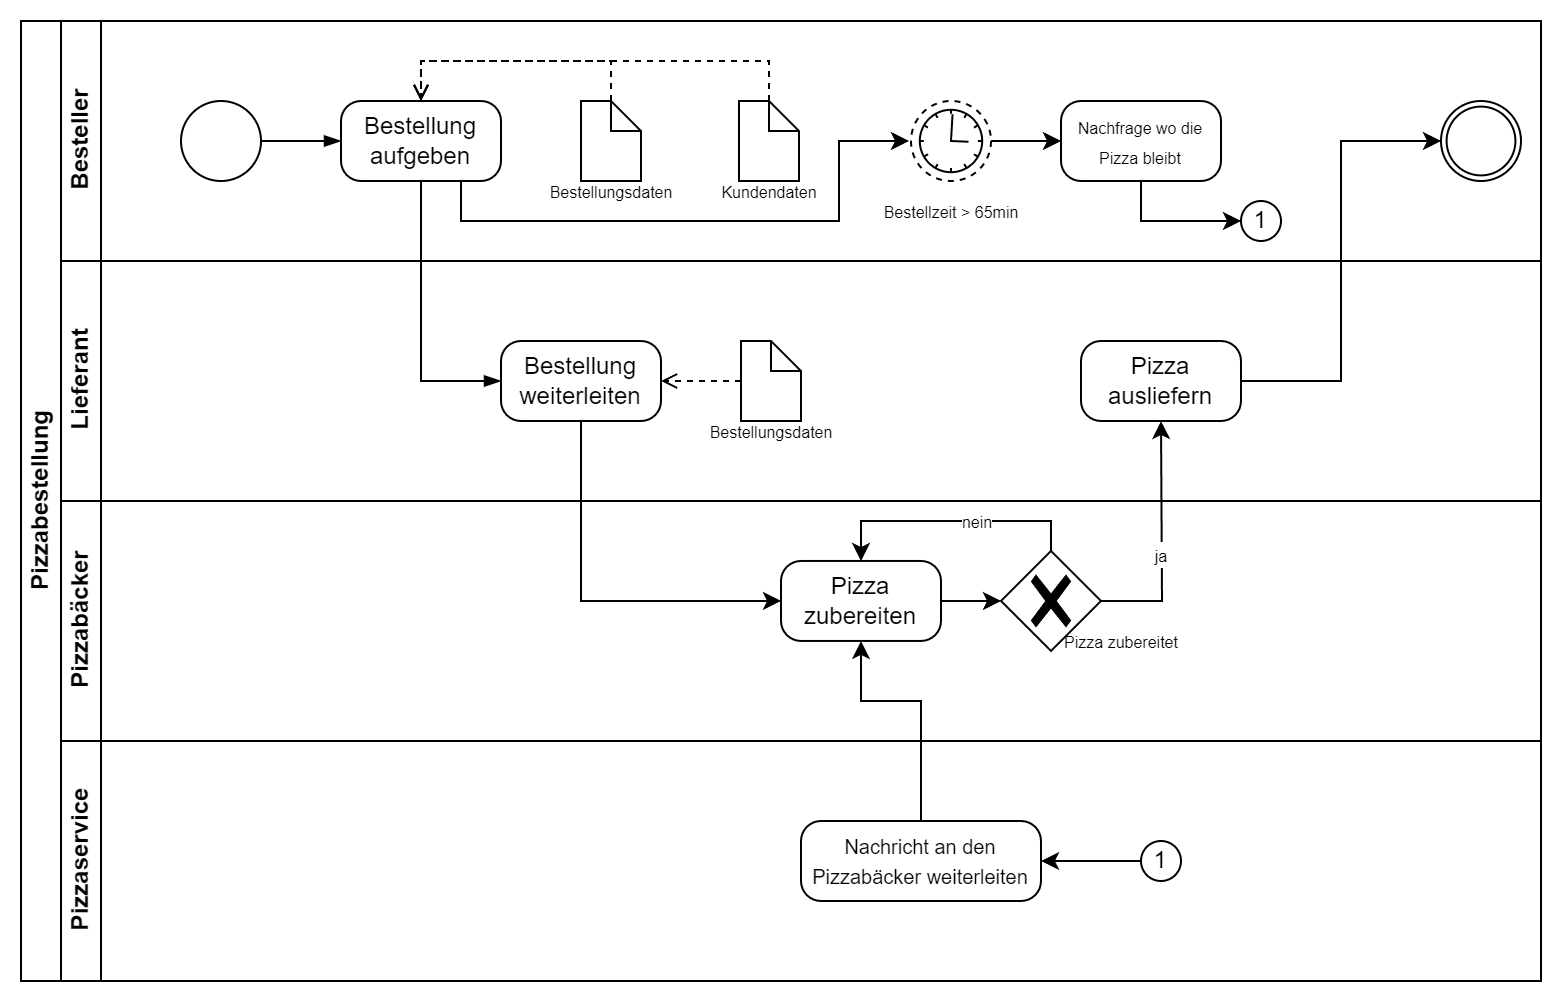 Pizzabestellung
Besteller
Bestellung
aufgeben
Bestellungsdaten
Kundendaten
Bestellzeit > 65min
Nachfrage wo die
Pizza bleibt
1
Lieferant
Bestellung
weiterleiten
Bestellungsdaten
Pizza
ausliefern
Pizzabäcker
nein
Pizza
zubereiten
ja
Pizza zubereitet
Pizzaservice
Nachricht an den
Pizzabäcker weiterleiten
1